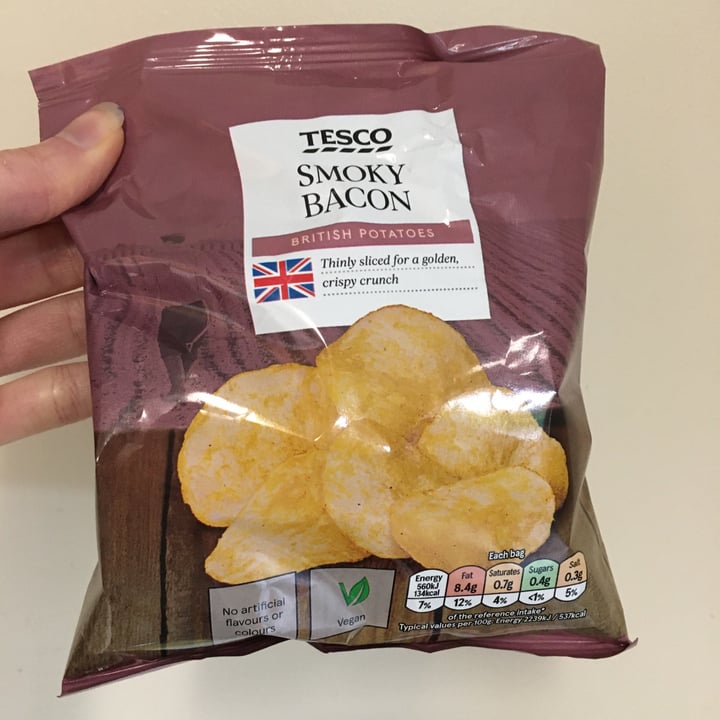 TESCO
SMOKY
BACON
BRITISH POTATOES
Thinly sliced for a golden,
crispy crunch
No artificial
flavours or
colours
Vegan
Each bag
Energy
560kJ
134kcal
7%
Fat
8.4g
12%
Saturates
0.7g
4%
Sugars
0.4g
<1%
Salt
0.3g
5%
of the reference intake*
Typical values per 100g: Energy 2239kJ / 537kcal